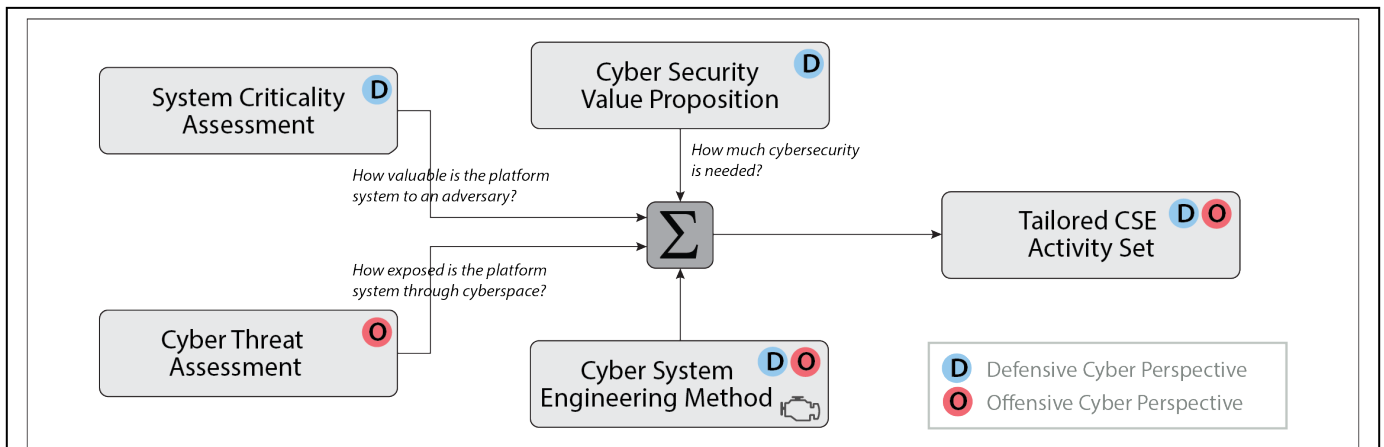 System Criticality
Assessment
D
Cyber Security
Value Proposition
D
How valuable is the platform
system to an adversary?
How much cybersecurity
is needed?
Σ
Tailored CSE
Activity Set
D O
How exposed is the platform
system through cyberspace?
Cyber Threat
Assessment
O
Cyber System
Engineering Method
D O
D Defensive Cyber Perspective
O Offensive Cyber Perspective